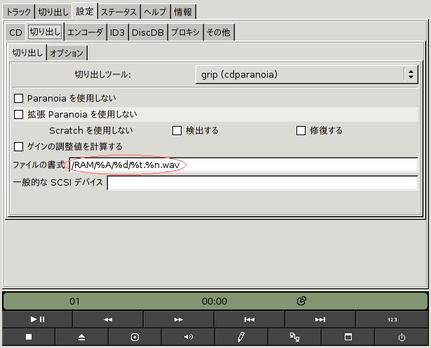 トラック 切り出し 設定 ステータス ヘルプ 情報
CD 切り出し エンコーダ ID3 DiscDB プロキシ その他
切り出し オプション
切り出しツール: grip (cdparanoia)
Paranoia を使用しない
拡張 Paranoia を使用しない
Scratch を使用しない 検出する 修復する
ゲインの調整値を計算する
ファイルの書式: /RAM/%A/%d/%t.%n.wav
一般的な SCSI デバイス
01 00:00
123